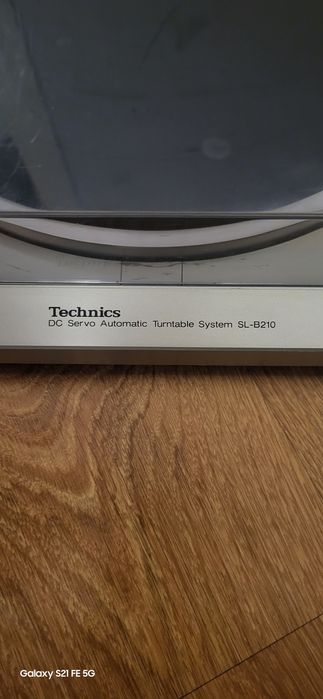 Technics
DC Servo Automatic Turntable System SL-B210
Galaxy S21 FE 5G